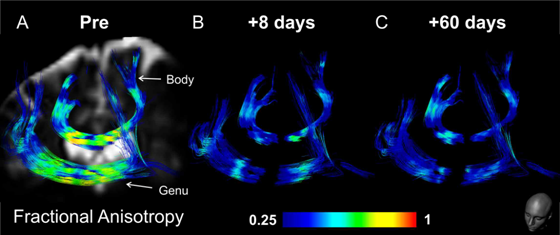 A Pre
B +8 days
C +60 days
Body
Genu
Fractional Anisotropy
0.25 1